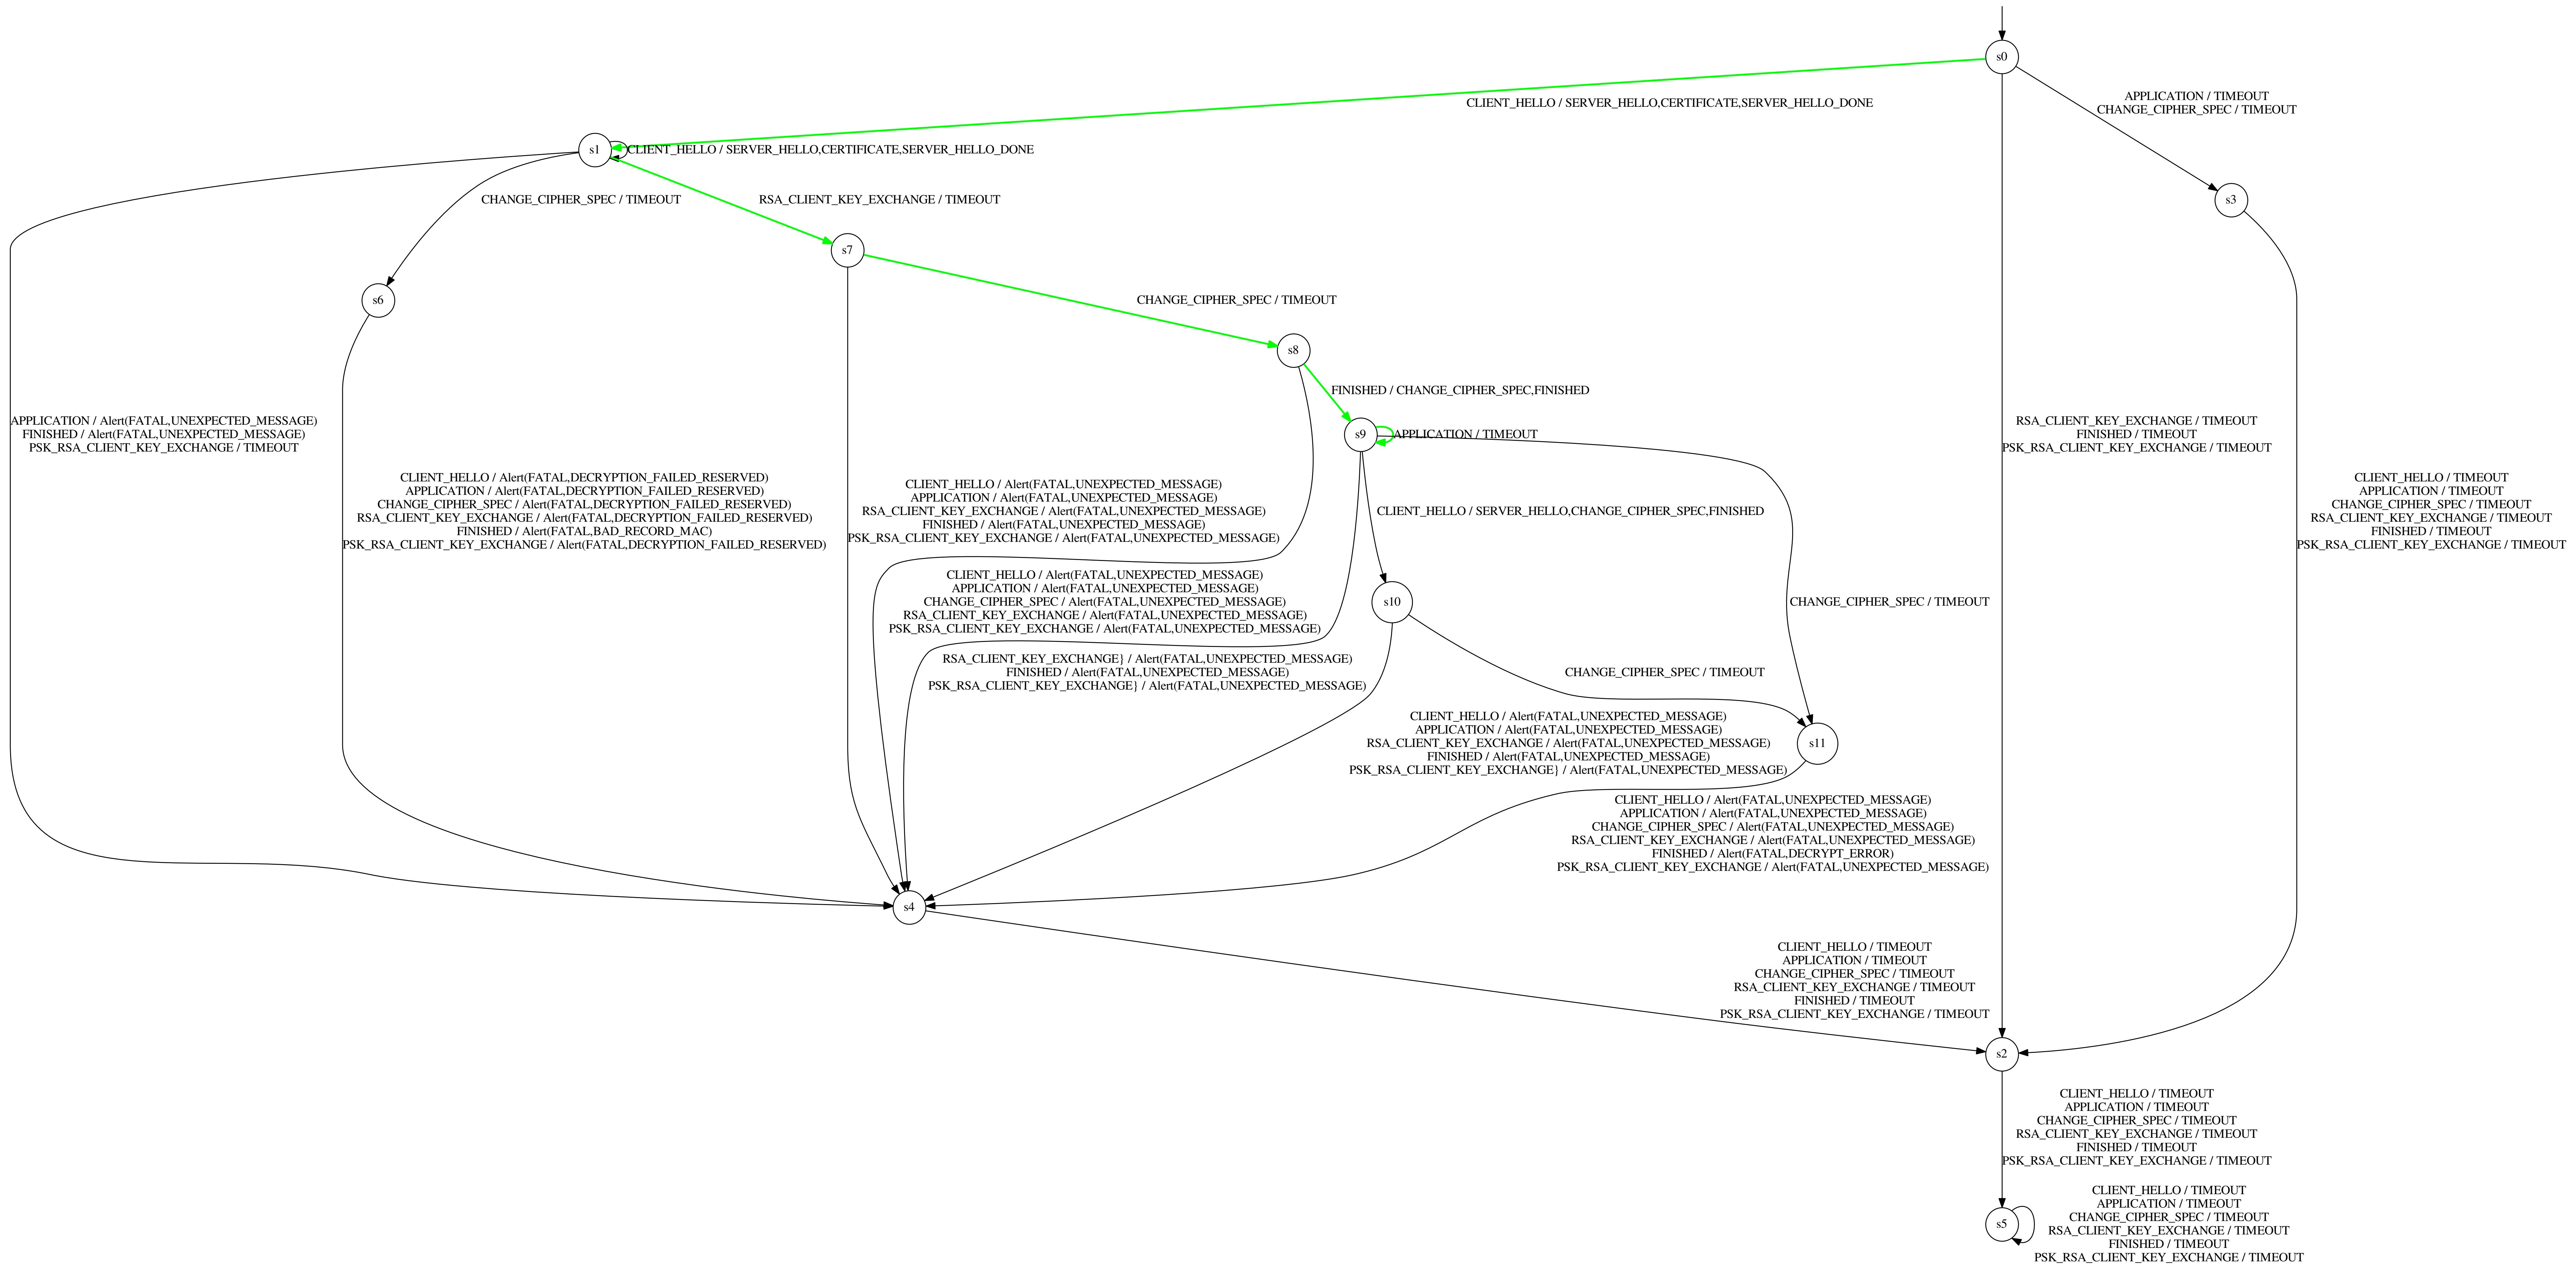 s0
CLIENT_HELLO / SERVER_HELLO,CERTIFICATE,SERVER_HELLO_DONE
APPLICATION / TIMEOUT
CHANGE_CIPHER_SPEC / TIMEOUT
s1
CLIENT_HELLO / SERVER_HELLO,CERTIFICATE,SERVER_HELLO_DONE
CHANGE_CIPHER_SPEC / TIMEOUT
RSA_CLIENT_KEY_EXCHANGE / TIMEOUT
s3
s7
s6
CHANGE_CIPHER_SPEC / TIMEOUT
s8
FINISHED / CHANGE_CIPHER_SPEC,FINISHED
s9
APPLICATION / TIMEOUT
APPLICATION / Alert(FATAL,UNEXPECTED_MESSAGE)
FINISHED / Alert(FATAL,UNEXPECTED_MESSAGE)
PSK_RSA_CLIENT_KEY_EXCHANGE / TIMEOUT
RSA_CLIENT_KEY_EXCHANGE / TIMEOUT
FINISHED / TIMEOUT
PSK_RSA_CLIENT_KEY_EXCHANGE / TIMEOUT
CLIENT_HELLO / Alert(FATAL,DECRYPTION_FAILED_RESERVED)
APPLICATION / Alert(FATAL,DECRYPTION_FAILED_RESERVED)
CHANGE_CIPHER_SPEC / Alert(FATAL,DECRYPTION_FAILED_RESERVED)
RSA_CLIENT_KEY_EXCHANGE / Alert(FATAL,DECRYPTION_FAILED_RESERVED)
FINISHED / Alert(FATAL,BAD_RECORD_MAC)
PSK_RSA_CLIENT_KEY_EXCHANGE / Alert(FATAL,DECRYPTION_FAILED_RESERVED)
CLIENT_HELLO / Alert(FATAL,UNEXPECTED_MESSAGE)
APPLICATION / Alert(FATAL,UNEXPECTED_MESSAGE)
RSA_CLIENT_KEY_EXCHANGE / Alert(FATAL,UNEXPECTED_MESSAGE)
FINISHED / Alert(FATAL,UNEXPECTED_MESSAGE)
PSK_RSA_CLIENT_KEY_EXCHANGE / Alert(FATAL,UNEXPECTED_MESSAGE)
CLIENT_HELLO / SERVER_HELLO,CHANGE_CIPHER_SPEC,FINISHED
CLIENT_HELLO / TIMEOUT
APPLICATION / TIMEOUT
CHANGE_CIPHER_SPEC / TIMEOUT
RSA_CLIENT_KEY_EXCHANGE / TIMEOUT
FINISHED / TIMEOUT
PSK_RSA_CLIENT_KEY_EXCHANGE / TIMEOUT
CLIENT_HELLO / Alert(FATAL,UNEXPECTED_MESSAGE)
APPLICATION / Alert(FATAL,UNEXPECTED_MESSAGE)
CHANGE_CIPHER_SPEC / Alert(FATAL,UNEXPECTED_MESSAGE)
RSA_CLIENT_KEY_EXCHANGE / Alert(FATAL,UNEXPECTED_MESSAGE)
PSK_RSA_CLIENT_KEY_EXCHANGE / Alert(FATAL,UNEXPECTED_MESSAGE)
s10
CHANGE_CIPHER_SPEC / TIMEOUT
RSA_CLIENT_KEY_EXCHANGE} / Alert(FATAL,UNEXPECTED_MESSAGE)
FINISHED / Alert(FATAL,UNEXPECTED_MESSAGE)
PSK_RSA_CLIENT_KEY_EXCHANGE} / Alert(FATAL,UNEXPECTED_MESSAGE)
CHANGE_CIPHER_SPEC / TIMEOUT
CLIENT_HELLO / Alert(FATAL,UNEXPECTED_MESSAGE)
APPLICATION / Alert(FATAL,UNEXPECTED_MESSAGE)
RSA_CLIENT_KEY_EXCHANGE / Alert(FATAL,UNEXPECTED_MESSAGE)
FINISHED / Alert(FATAL,UNEXPECTED_MESSAGE)
PSK_RSA_CLIENT_KEY_EXCHANGE} / Alert(FATAL,UNEXPECTED_MESSAGE)
s11
CLIENT_HELLO / Alert(FATAL,UNEXPECTED_MESSAGE)
APPLICATION / Alert(FATAL,UNEXPECTED_MESSAGE)
CHANGE_CIPHER_SPEC / Alert(FATAL,UNEXPECTED_MESSAGE)
RSA_CLIENT_KEY_EXCHANGE / Alert(FATAL,UNEXPECTED_MESSAGE)
FINISHED / Alert(FATAL,DECRYPT_ERROR)
PSK_RSA_CLIENT_KEY_EXCHANGE / Alert(FATAL,UNEXPECTED_MESSAGE)
s4
CLIENT_HELLO / TIMEOUT
APPLICATION / TIMEOUT
CHANGE_CIPHER_SPEC / TIMEOUT
RSA_CLIENT_KEY_EXCHANGE / TIMEOUT
FINISHED / TIMEOUT
PSK_RSA_CLIENT_KEY_EXCHANGE / TIMEOUT
s2
CLIENT_HELLO / TIMEOUT
APPLICATION / TIMEOUT
CHANGE_CIPHER_SPEC / TIMEOUT
RSA_CLIENT_KEY_EXCHANGE / TIMEOUT
FINISHED / TIMEOUT
PSK_RSA_CLIENT_KEY_EXCHANGE / TIMEOUT
s5
CLIENT_HELLO / TIMEOUT
APPLICATION / TIMEOUT
CHANGE_CIPHER_SPEC / TIMEOUT
RSA_CLIENT_KEY_EXCHANGE / TIMEOUT
FINISHED / TIMEOUT
PSK_RSA_CLIENT_KEY_EXCHANGE / TIMEOUT